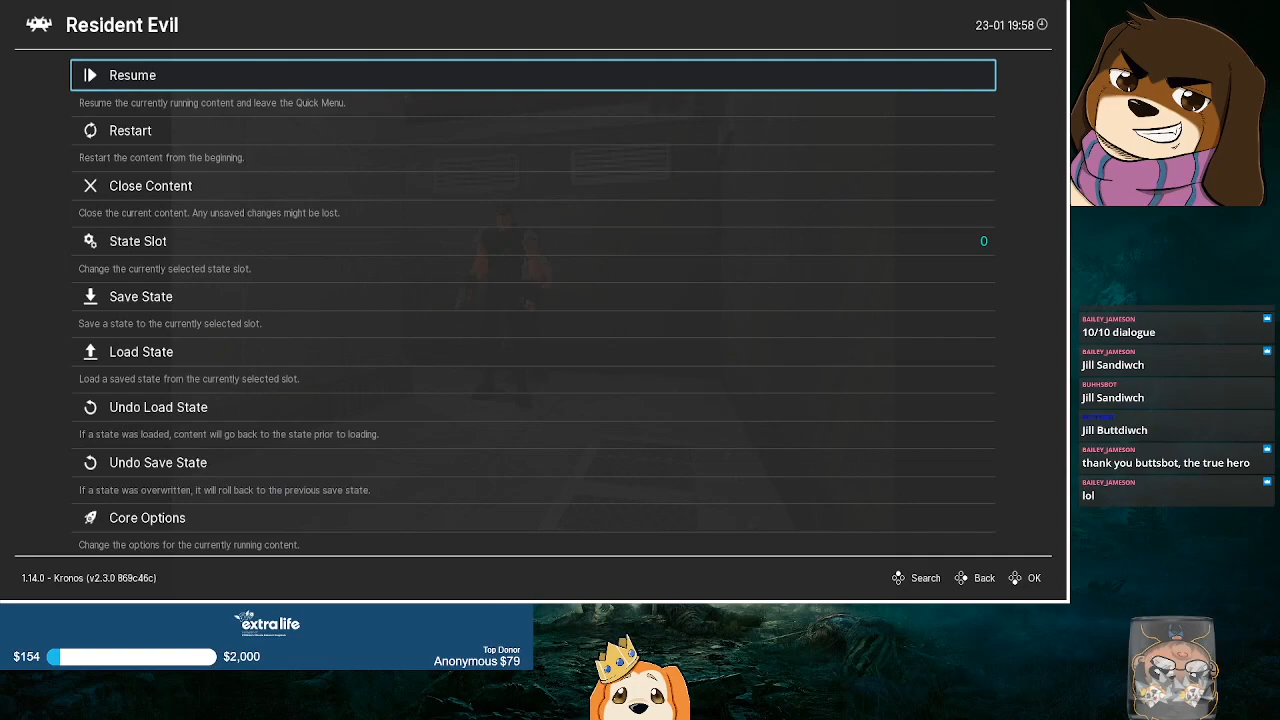 Resident Evil
23-01 19:58
Resume
Resume the currently running content and leave the Quick Menu.
Restart
Restart the content from the beginning.
Close Content
Close the current content. Any unsaved changes might be lost.
State Slot 0
Change the currently selected state slot.
Save State
Save a state to the currently selected slot.
Load State
Load a saved state from the currently selected slot.
Undo Load State
If a state was loaded, content will go back to the state prior to loading.
Undo Save State
If a state was overwritten, it will roll back to the previous save state.
Core Options
Change the options for the currently running content.
1.14.0 - Kronos (v2.3.0 869c46c)
Search Back OK
BAILEY_JAMESON
10/10 dialogue
BAILEY_JAMESON
Jill Sandiwch
BUHHSBOT
Jill Sandiwch
Jill Buttdiwch
BAILEY_JAMESON
thank you buttsbot, the true hero
BAILEY_JAMESON
lol
extralife
$154 $2,000
Top Donor
Anonymous $79